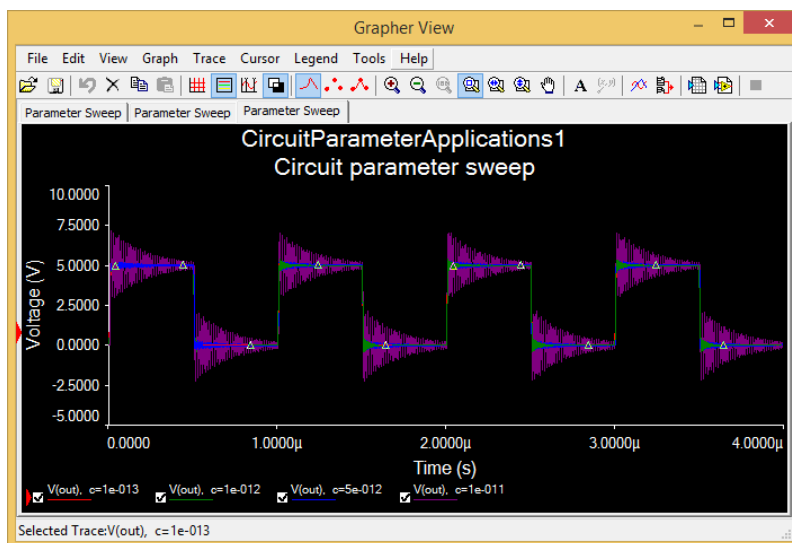 Grapher View
File Edit View Graph Trace Cursor Legend Tools Help
A
Parameter Sweep Parameter Sweep Parameter Sweep
CircuitParameterApplications1
Circuit parameter sweep
10.0000
7.5000
5.0000
2.5000
0.0000
-2.5000
-5.0000
Voltage (V)
0.0000 1.0000µ 2.0000µ 3.0000µ 4.0000µ
Time (s)
V(out), c=1e-013 V(out), c=1e-012 V(out), c=5e-012 V(out), c=1e-011
Selected Trace:V(out), c=1e-013